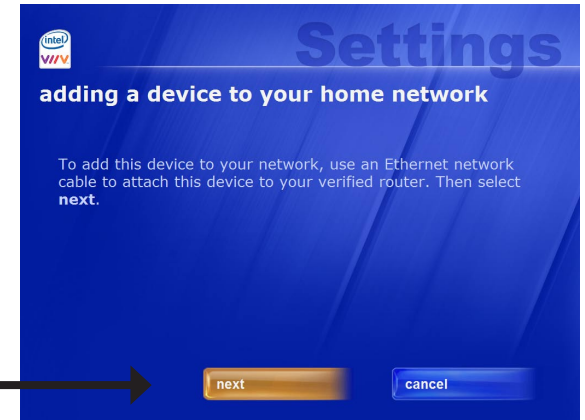 intel
VIIV
Settings
adding a device to your home network
To add this device to your network, use an Ethernet network
cable to attach this device to your verified router. Then select
next.
next
cancel